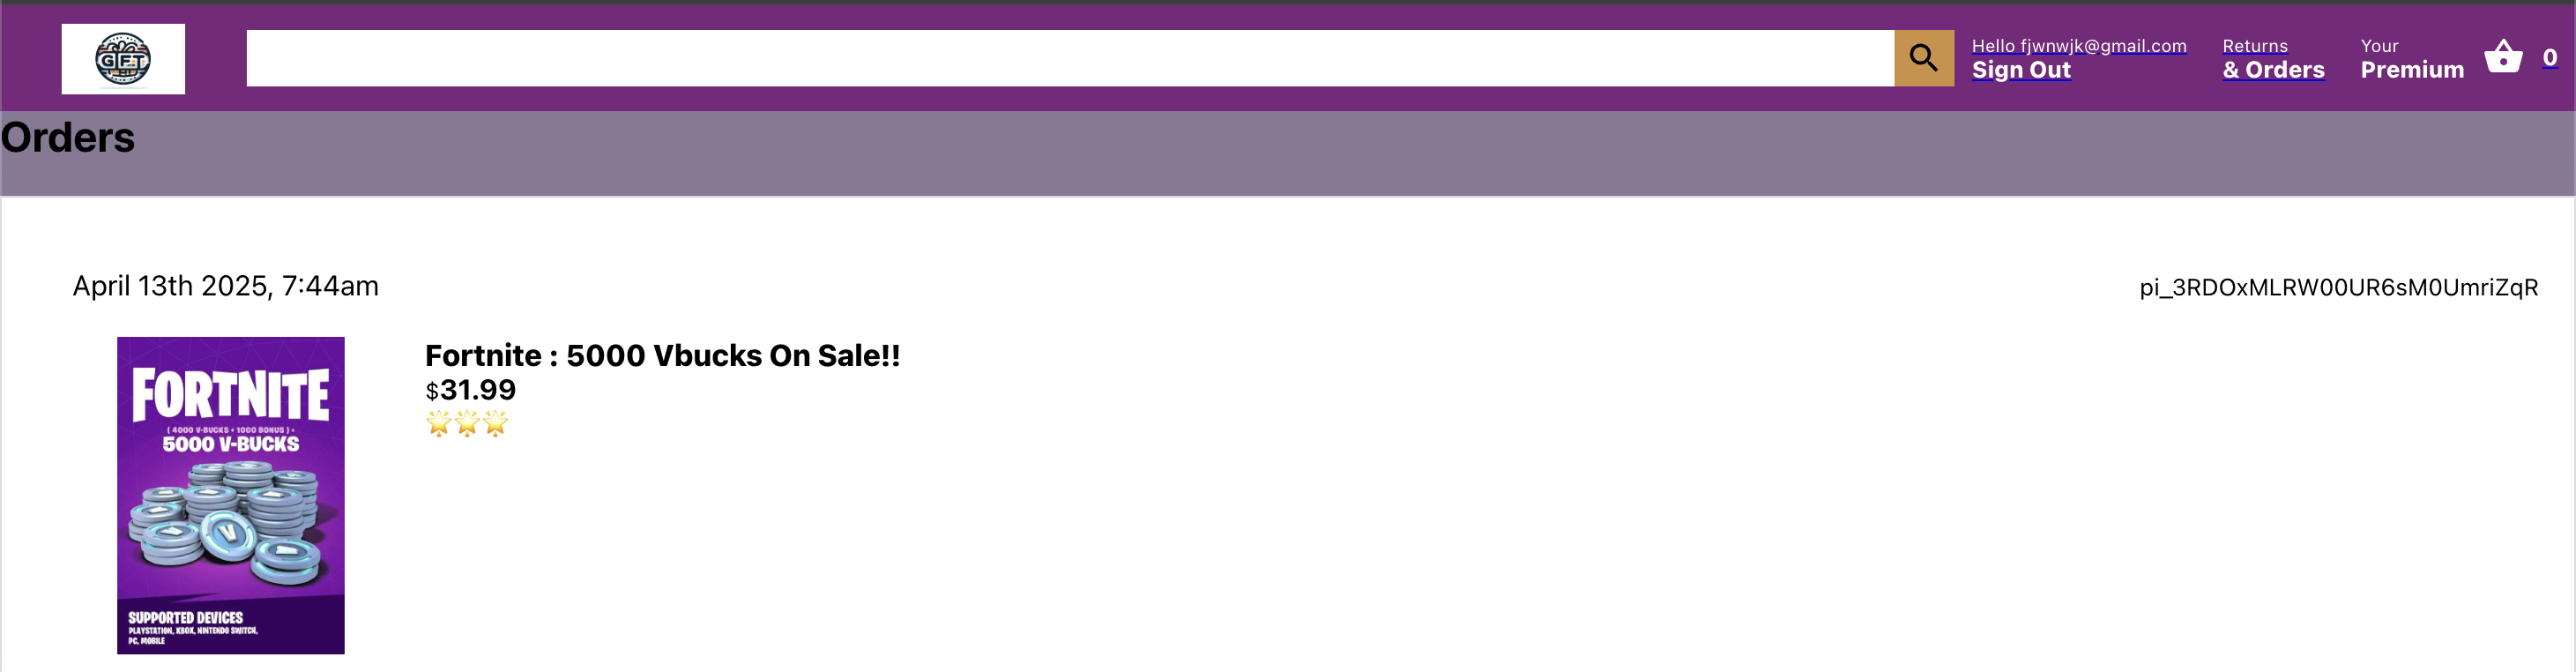 GIFT
Hello fjwnwjk@gmail.com
Sign Out
Returns
& Orders
Your
Premium
0
Orders
April 13th 2025, 7:44am
pi_3RDOxMLRW00UR6sM0UmriZqR
FORTNITE
( 4000 V-BUCKS + 1000 BONUS ) =
5000 V-BUCKS
SUPPORTED DEVICES
PLAYSTATION, XBOX, NINTENDO SWITCH,
PC, MOBILE
Fortnite : 5000 Vbucks On Sale!!
$31.99